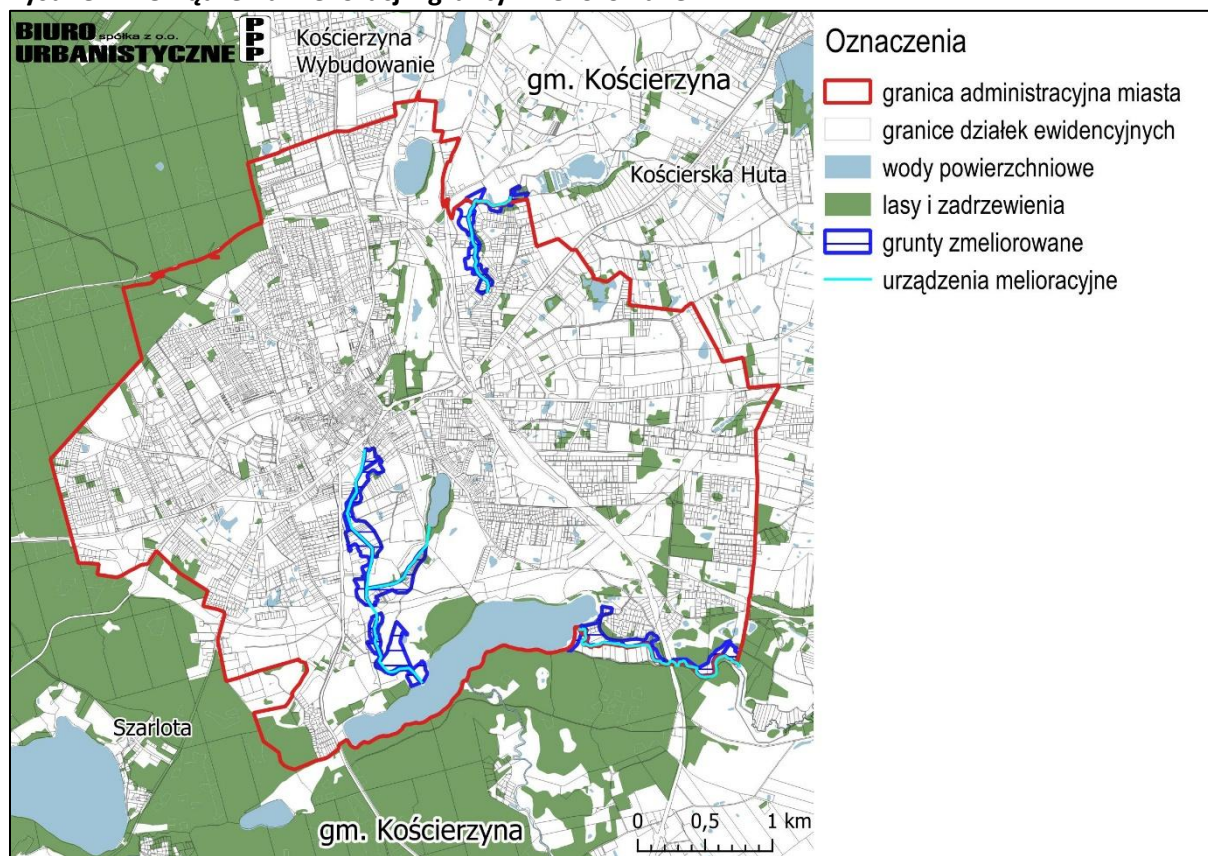 BIURO spółka z o.o.
URBANISTYCZNE
PPP
Kościerzyna
Wybudowanie
gm. Kościerzyna
Kościerska Huta
Szarlota
gm. Kościerzyna
0 0,5 1 km
Oznaczenia
granica administracyjna miasta
granice działek ewidencyjnych
wody powierzchniowe
lasy i zadrzewienia
grunty zmeliorowane
urządzenia melioracyjne